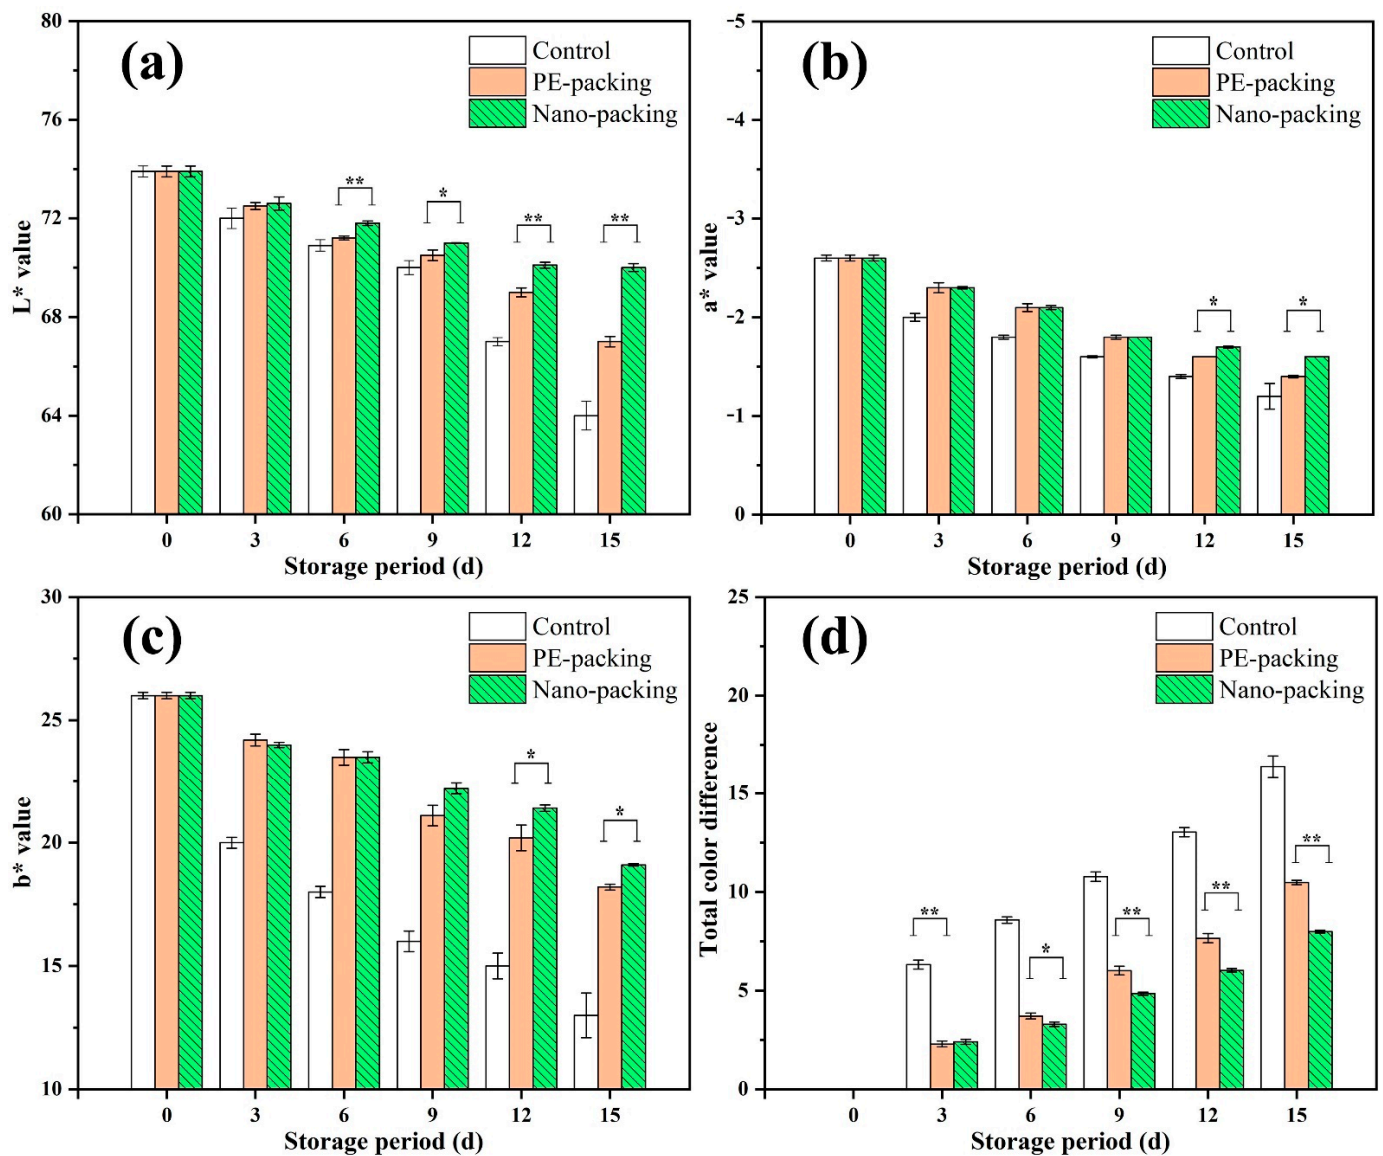 (a)
Control
PE-packing
Nano-packing
L* value
80
76
72
68
64
60
**
*
**
**
0 3 6 9 12 15
Storage period (d)
(b)
Control
PE-packing
Nano-packing
a* value
-5
-4
-3
-2
-1
0
*
*
0 3 6 9 12 15
Storage period (d)
(c)
Control
PE-packing
Nano-packing
b* value
30
25
20
15
10
*
*
0 3 6 9 12 15
Storage period (d)
(d)
Control
PE-packing
Nano-packing
Total color difference
25
20
15
10
5
0
**
*
**
**
**
0 3 6 9 12 15
Storage period (d)